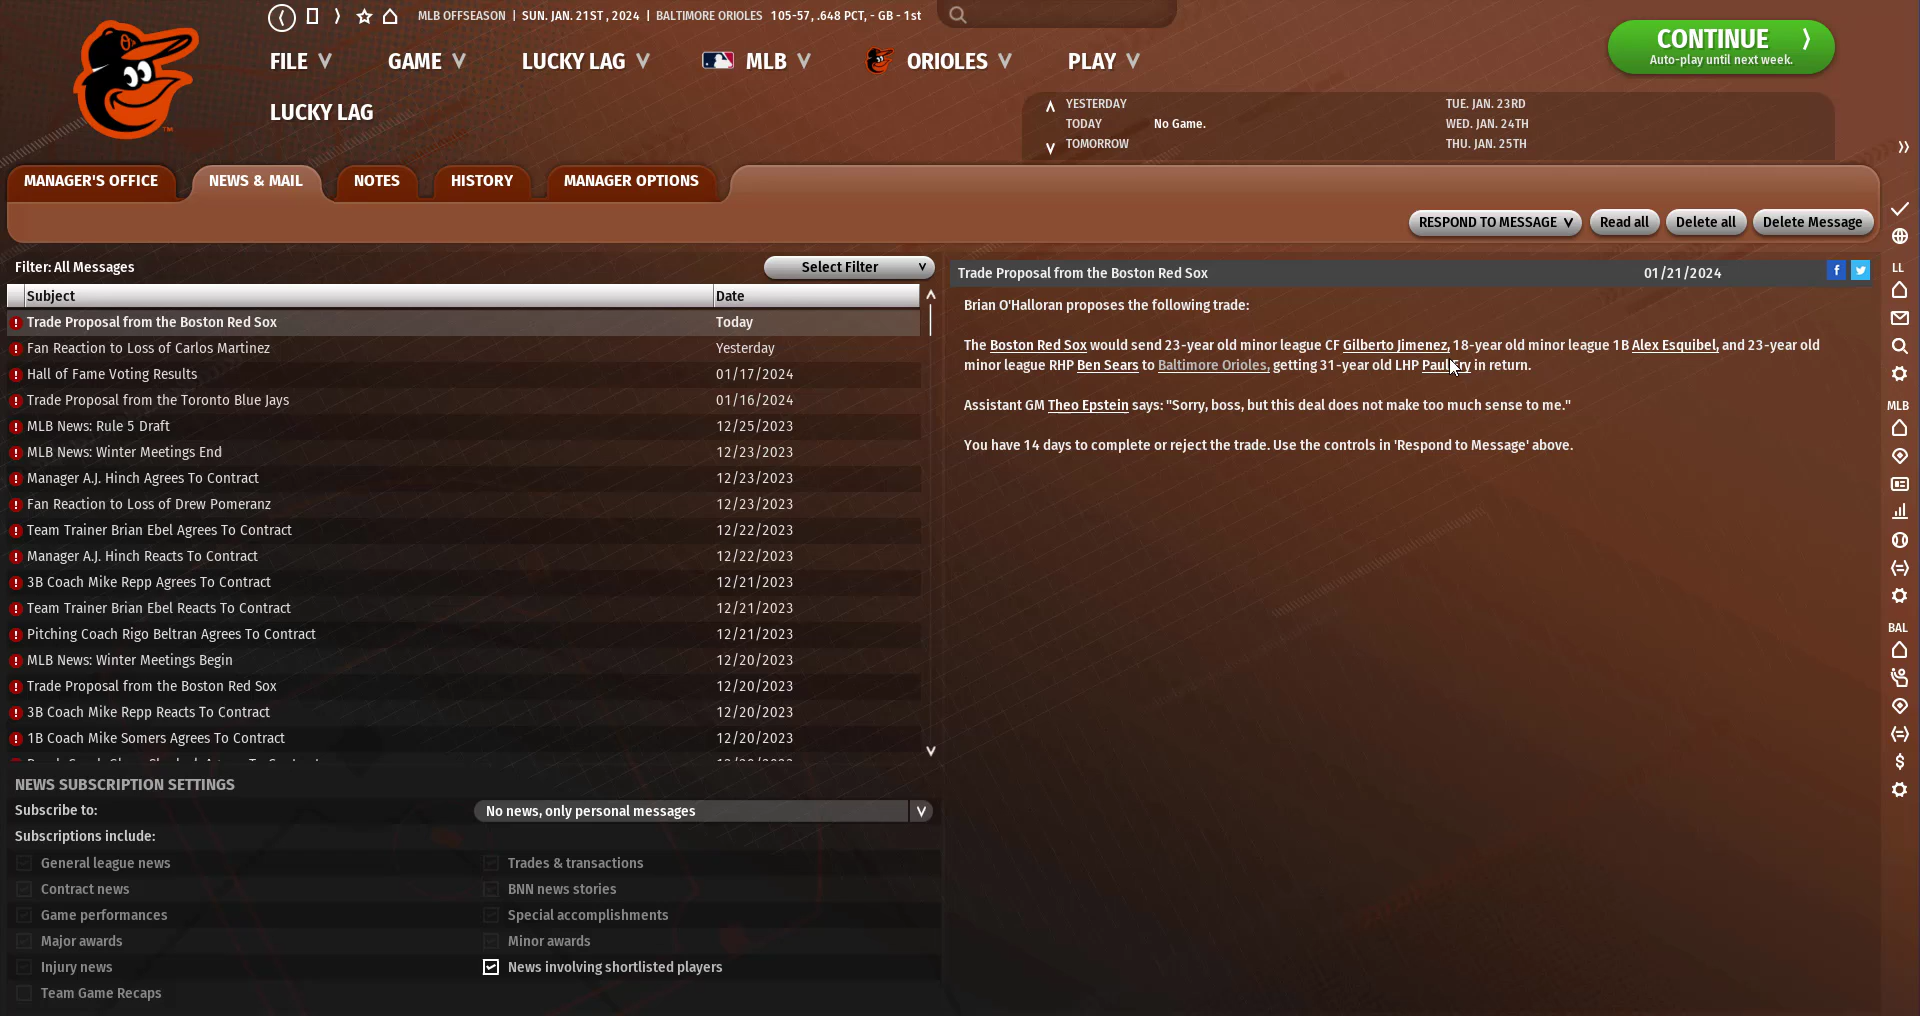 MLB OFFSEASON | SUN. JAN. 21ST , 2024 | BALTIMORE ORIOLES 105-57, .648 PCT, - GB - 1st
FILE GAME LUCKY LAG MLB ORIOLES PLAY
CONTINUE
Auto-play until next week.
LUCKY LAG
YESTERDAY
TODAY No Game.
TOMORROW
TUE. JAN. 23RD
WED. JAN. 24TH
THU. JAN. 25TH
MANAGER'S OFFICE NEWS & MAIL NOTES HISTORY MANAGER OPTIONS
RESPOND TO MESSAGE Read all Delete all Delete Message
Filter: All Messages Select Filter
Subject Date
Trade Proposal from the Boston Red Sox Today
Fan Reaction to Loss of Carlos Martinez Yesterday
Hall of Fame Voting Results 01/17/2024
Trade Proposal from the Toronto Blue Jays 01/16/2024
MLB News: Rule 5 Draft 12/25/2023
MLB News: Winter Meetings End 12/23/2023
Manager A.J. Hinch Agrees To Contract 12/23/2023
Fan Reaction to Loss of Drew Pomeranz 12/23/2023
Team Trainer Brian Ebel Agrees To Contract 12/22/2023
Manager A.J. Hinch Reacts To Contract 12/22/2023
3B Coach Mike Repp Agrees To Contract 12/21/2023
Team Trainer Brian Ebel Reacts To Contract 12/21/2023
Pitching Coach Rigo Beltran Agrees To Contract 12/21/2023
MLB News: Winter Meetings Begin 12/20/2023
Trade Proposal from the Boston Red Sox 12/20/2023
3B Coach Mike Repp Reacts To Contract 12/20/2023
1B Coach Mike Somers Agrees To Contract 12/20/2023
NEWS SUBSCRIPTION SETTINGS
Subscribe to: No news, only personal messages
Subscriptions include:
General league news Trades & transactions
Contract news BNN news stories
Game performances Special accomplishments
Major awards Minor awards
Injury news News involving shortlisted players
Team Game Recaps
Trade Proposal from the Boston Red Sox 01/21/2024
Brian O'Halloran proposes the following trade:
The Boston Red Sox would send 23-year old minor league CF Gilberto Jimenez, 18-year old minor league 1B Alex Esquibel, and 23-year old
minor league RHP Ben Sears to Baltimore Orioles, getting 31-year old LHP Paul Fry in return.
Assistant GM Theo Epstein says: "Sorry, boss, but this deal does not make too much sense to me."
You have 14 days to complete or reject the trade. Use the controls in 'Respond to Message' above.
LL
MLB
BAL